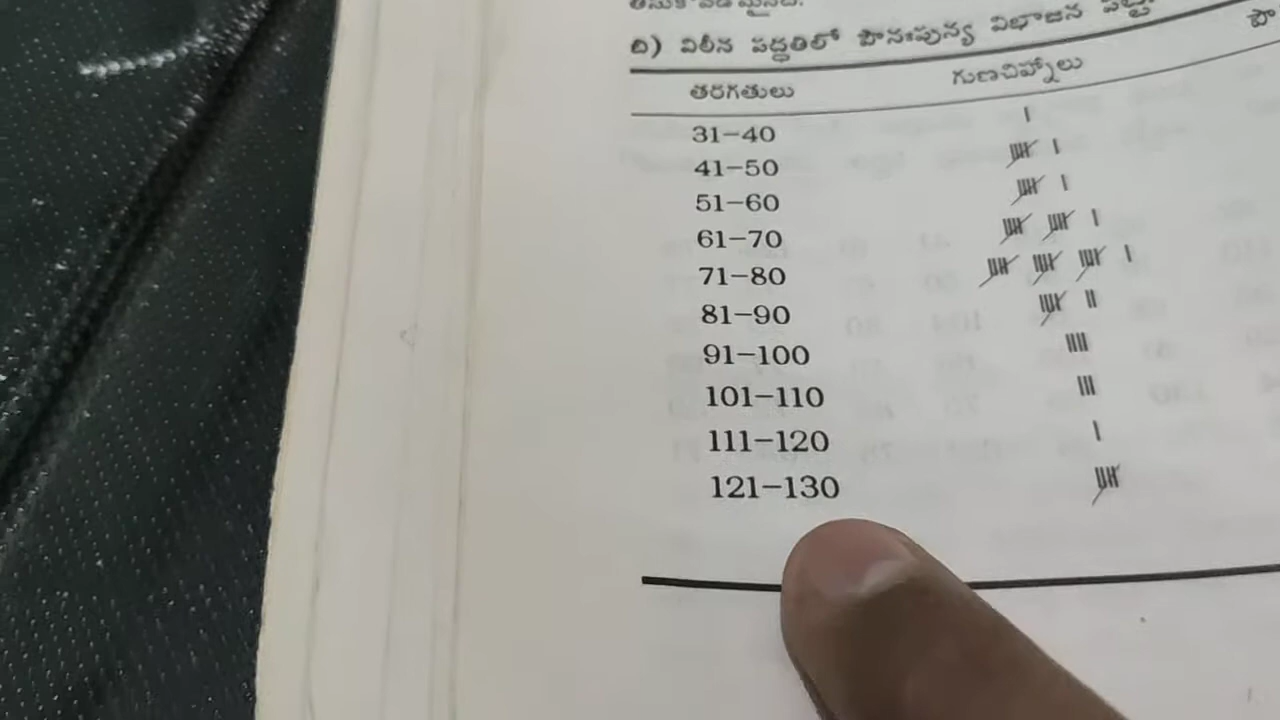 బి) విలీన పద్ధతిలో పౌనఃపున్య విభాజన
తరగతులు గుణచిహ్నాలు
31−40 |
41−50 𝍸 |
51−60 𝍸 |
61−70 𝍸 𝍸 |
71−80 𝍸 𝍸 𝍸 |
81−90 𝍸 ||
91−100 ||||
101−110 |||
111−120 |
121−130 𝍸